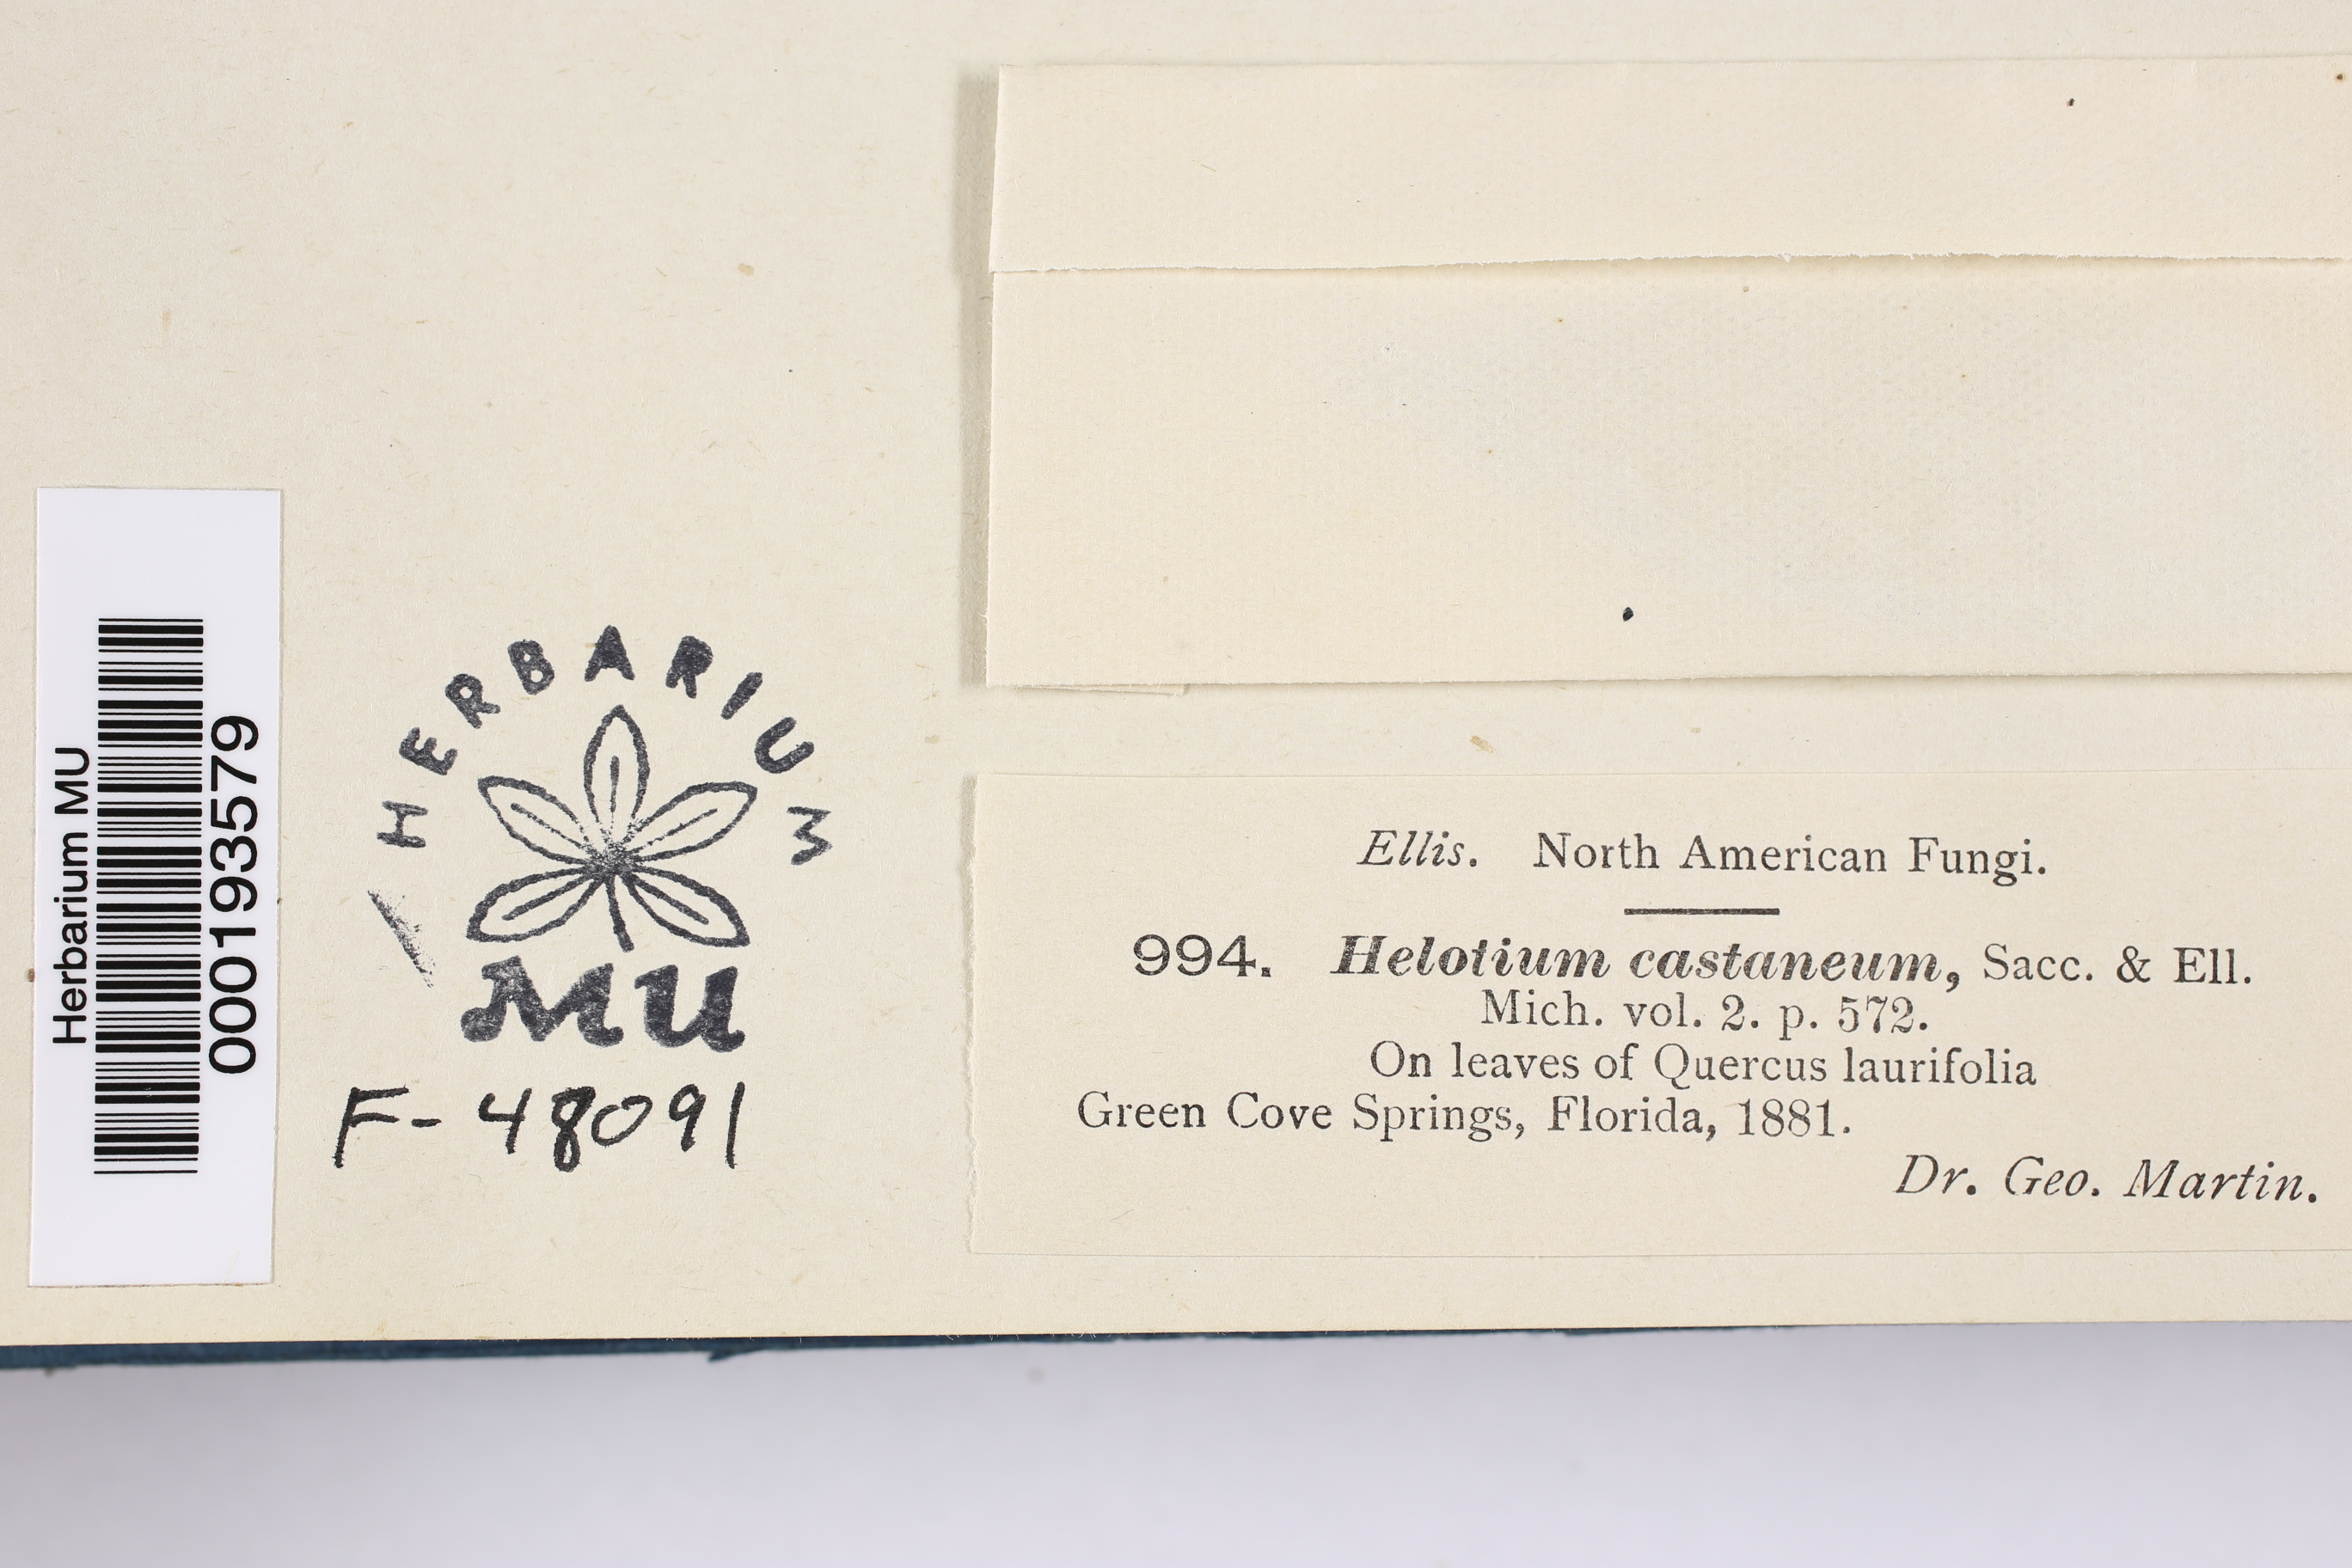 Herbarium MU
000193579
HERBARIUM
MU
F-48091
Ellis. North American Fungi.
994. Helotium castaneum, Sacc. & Ell.
Mich. vol. 2. p. 572.
On leaves of Quercus laurifolia
Green Cove Springs, Florida, 1881.
Dr. Geo. Martin.